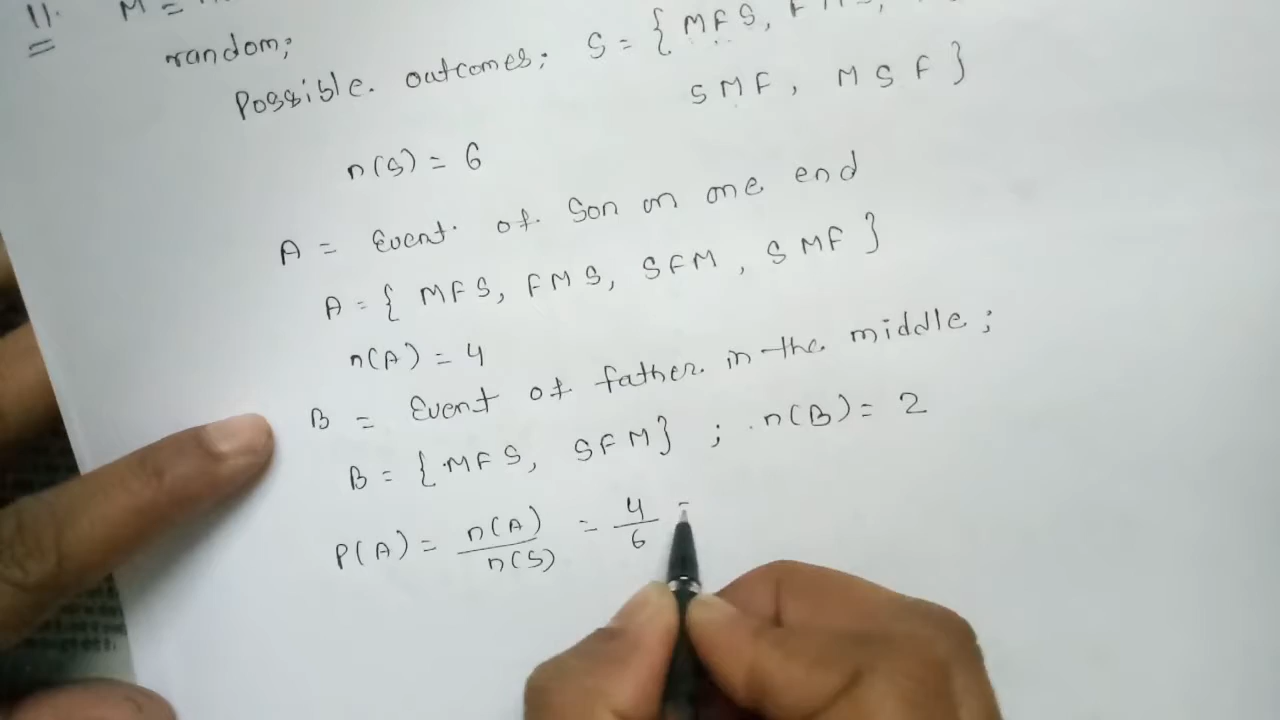 11. M =
random;
Possible. outcomes; S = { MFS,
SMF, MSF }
n(S) = 6
A = Event of Son on one end
A = { MFS, FMS, SFM, SMF }
n(A) = 4
B = Event of father in the middle;
B = { MFS, SFM } ; n(B) = 2
P(A) = n(A)/n(S) = 4/6 =